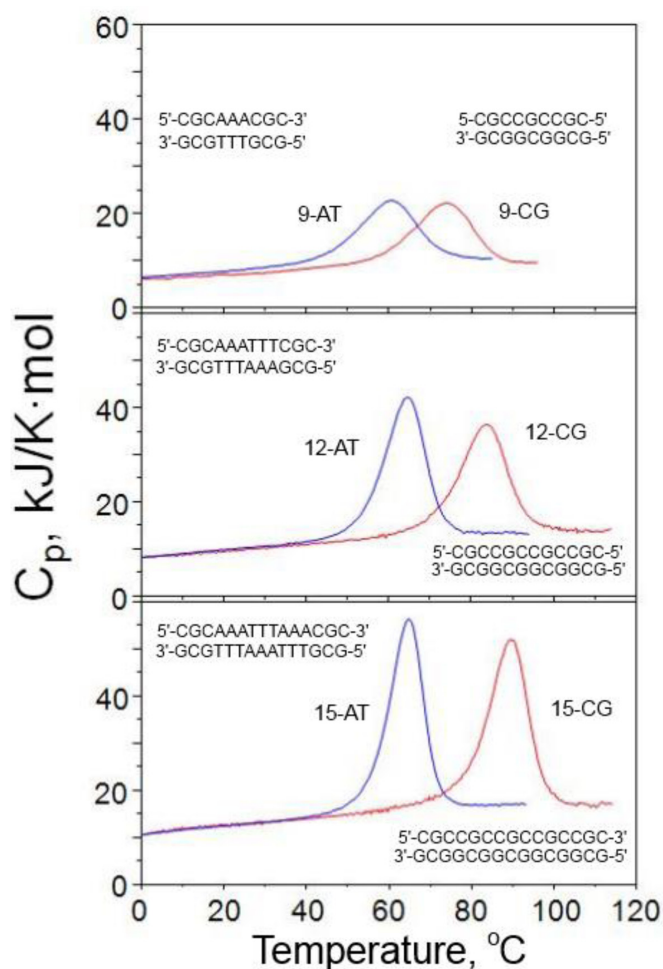 60
40
20
0
5'-CGCAAACGC-3'
3'-GCGTTTGCG-5'
5-CGCCGCCGC-5'
3'-GCGGCGGCG-5'
9-AT
9-CG
40
20
0
5'-CGCAAATTTCGC-3'
3'-GCGTTTAAAGCG-5'
12-AT
12-CG
5'-CGCCGCCGCCGC-5'
3'-GCGGCGGCGGCG-5'
40
20
0
5'-CGCAAATTTAAACGC-3'
3'-GCGTTTAAATTTGCG-5'
15-AT
15-CG
5'-CGCCGCCGCCGCCGC-3'
3'-GCGGCGGCGGCGGCG-5'
0 20 40 60 80 100 120
Temperature, °C
Cp, kJ/K·mol